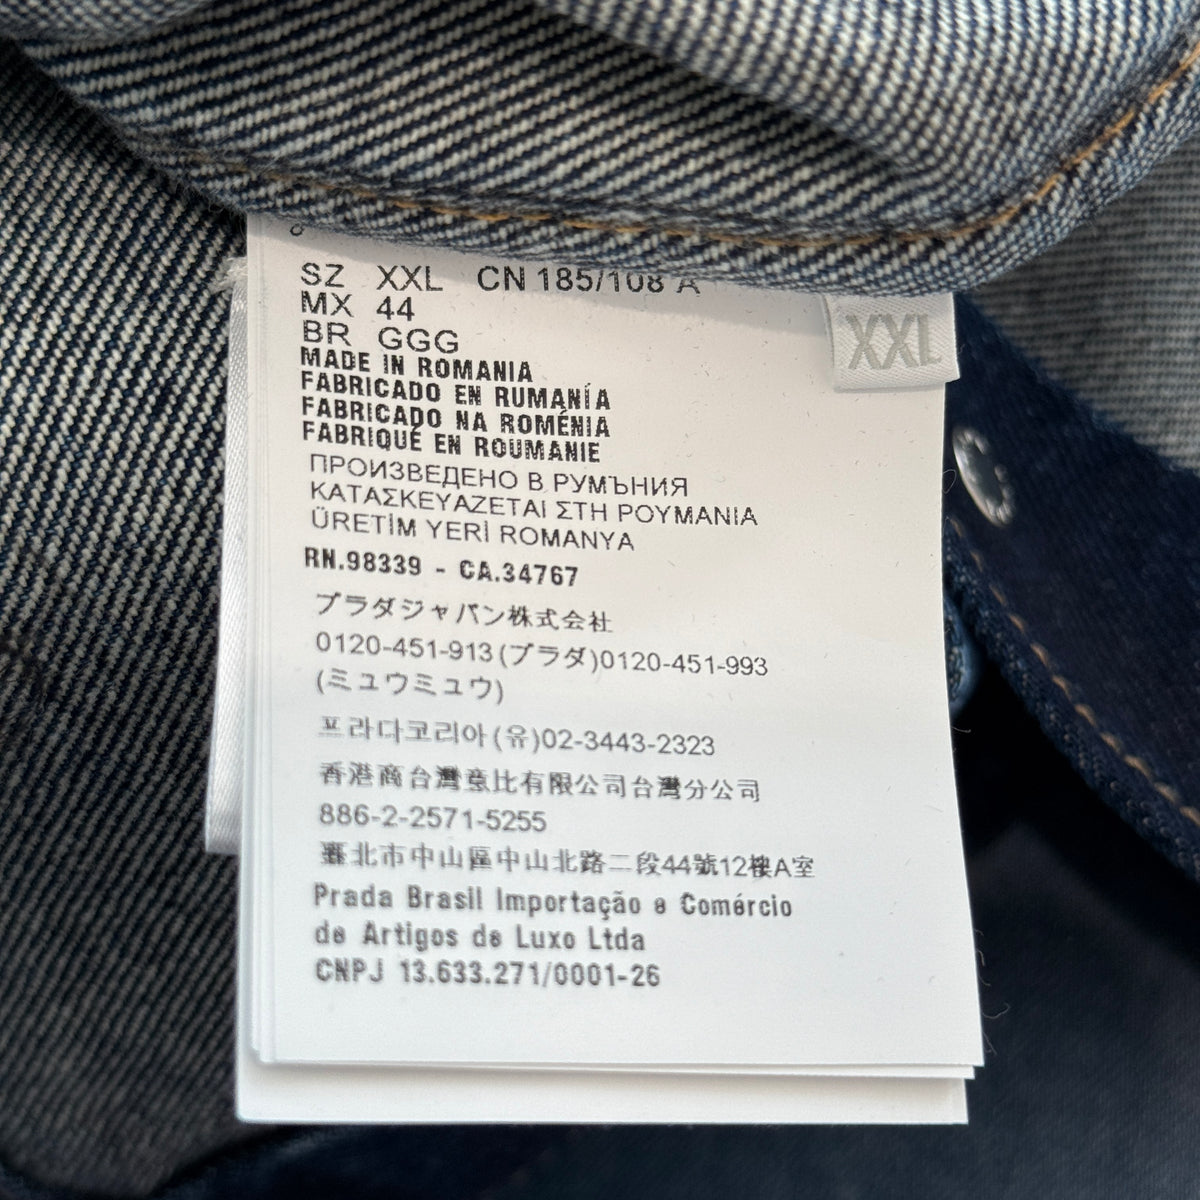 SZ XXL CN 185/108 A
MX 44
BR GGG
MADE IN ROMANIA
FABRICADO EN RUMANÍA
FABRICADO NA ROMÉNIA
FABRIQUÉ EN ROUMANIE
ПРОИЗВЕДЕНО В РУМЪНИЯ
ΚΑΤΑΣΚΕΥΑΖΕΤΑΙ ΣΤΗ ΡΟΥΜΑΝΙΑ
ÜRETİM YERİ ROMANYA
RN.98339 - CA.34767
プラダジャパン株式会社
0120-451-913(プラダ)0120-451-993
(ミュウミュウ)
프라다코리아(유)02-3443-2323
香港商台灣意比有限公司台灣分公司
886-2-2571-5255
臺北市中山區中山北路二段44號12樓A室
Prada Brasil Importação e Comércio
de Artigos de Luxo Ltda
CNPJ 13.633.271/0001-26
XXL